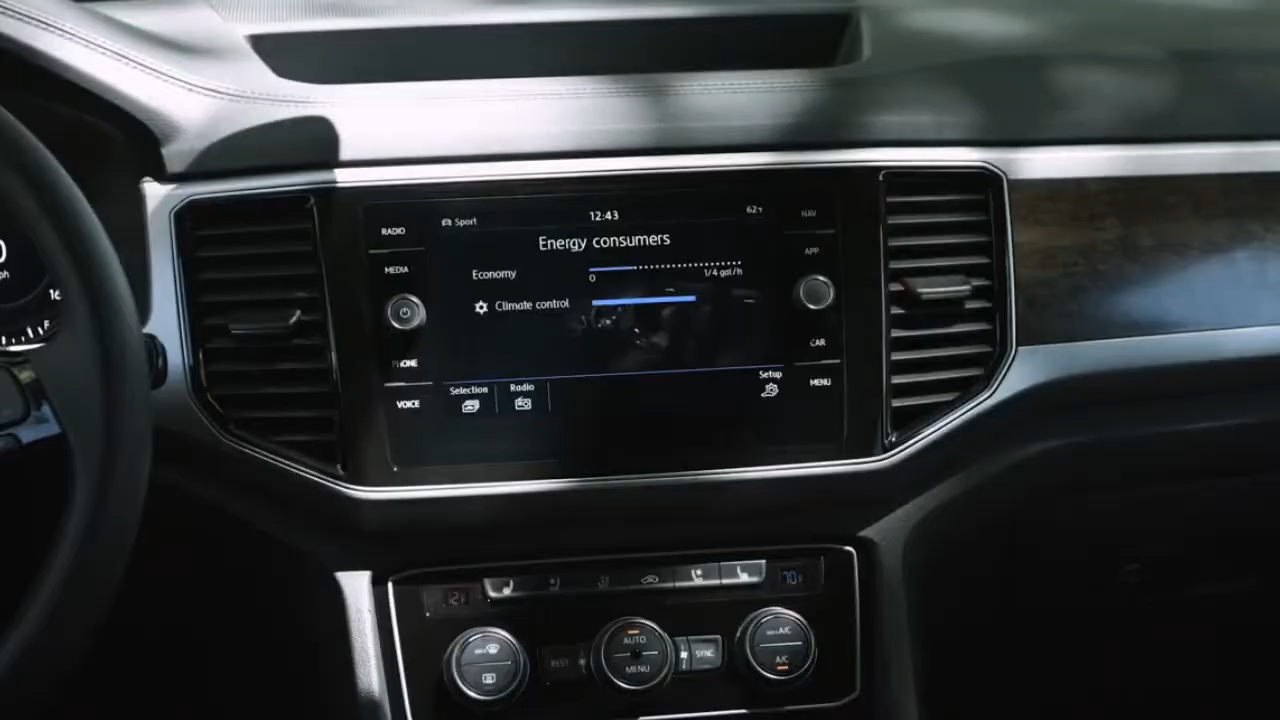 RADIO
MEDIA
PHONE
VOICE
Sport
12:43
62°F
Energy consumers
Economy
0
1/4 gal/h
Climate control
Selection
Radio
Setup
NAV
APP
CAR
MENU
70°F
REST
AUTO
MENU
SYNC
A/C
A/C